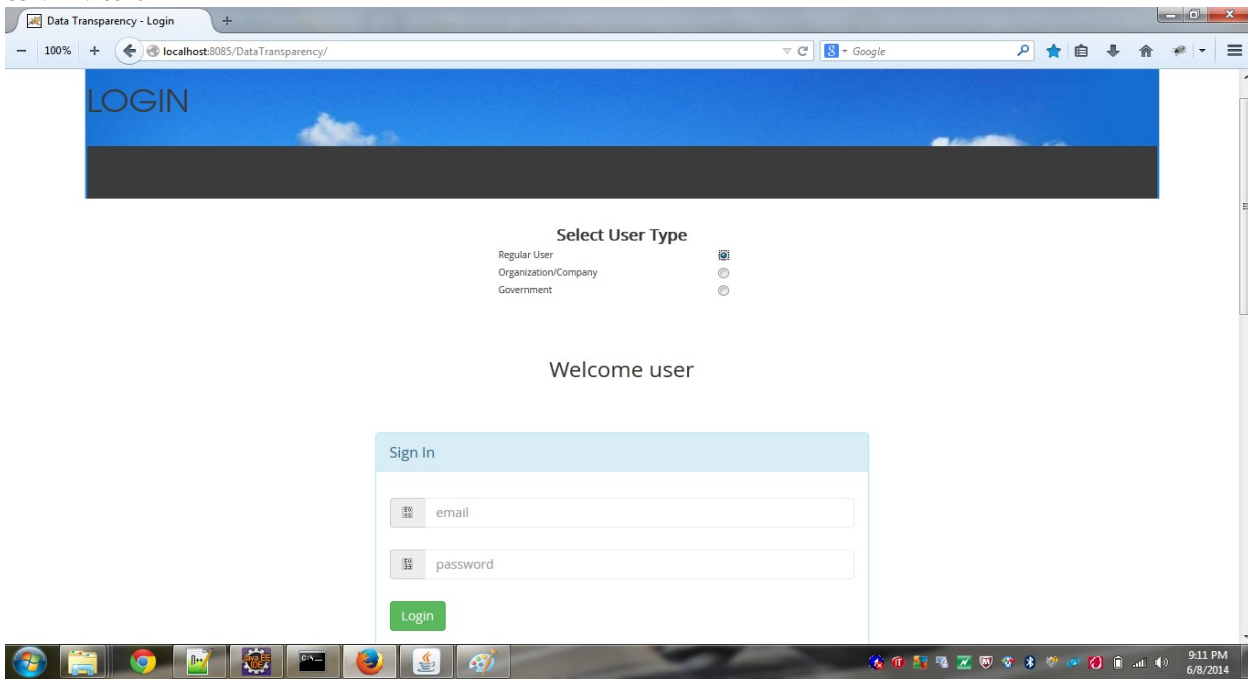 Data Transparency - Login
100%
localhost:8085/DataTransparency/
Google
LOGIN
Select User Type
Regular User
Organization/Company
Government
Welcome user
Sign In
email
password
Login
9:11 PM
6/8/2014